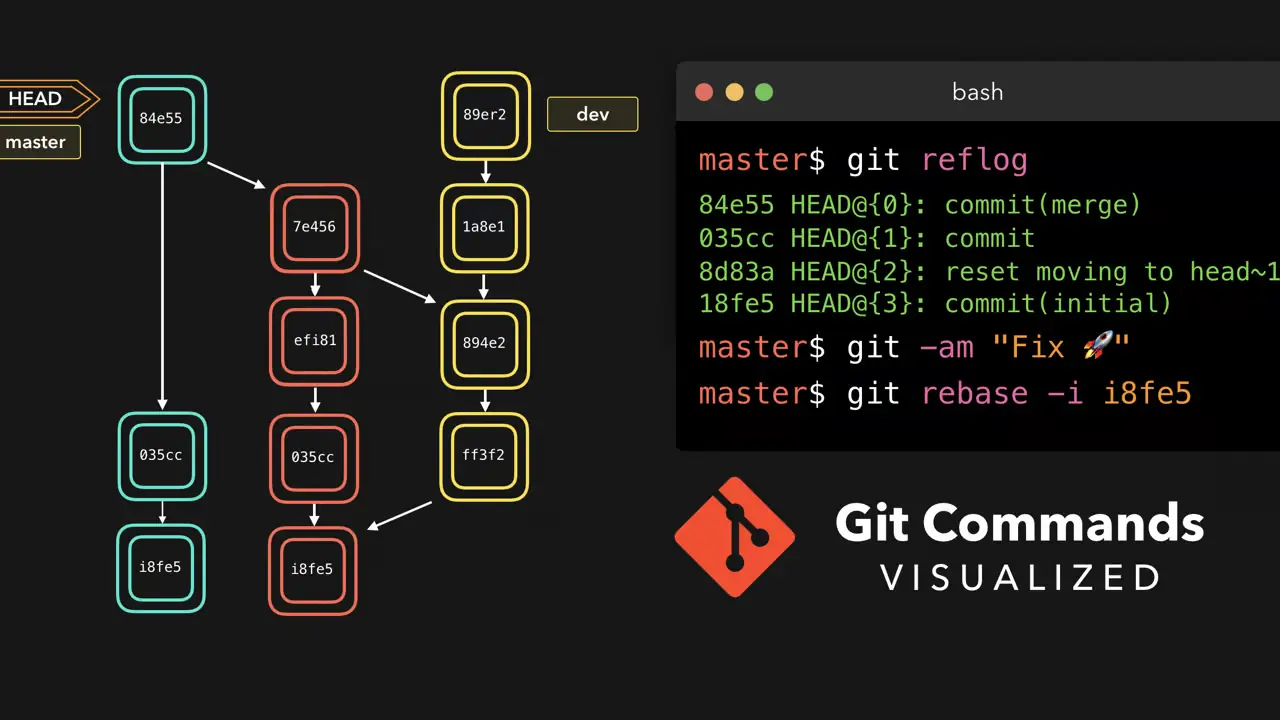 HEAD
master
84e55
89er2
dev
7e456
1a8e1
efi81
894e2
035cc
035cc
ff3f2
i8fe5
i8fe5
bash
master$ git reflog
84e55 HEAD@{0}: commit(merge)
035cc HEAD@{1}: commit
8d83a HEAD@{2}: reset moving to head~1
18fe5 HEAD@{3}: commit(initial)
master$ git -am "Fix 🚀"
master$ git rebase -i i8fe5
Git Commands
VISUALIZED